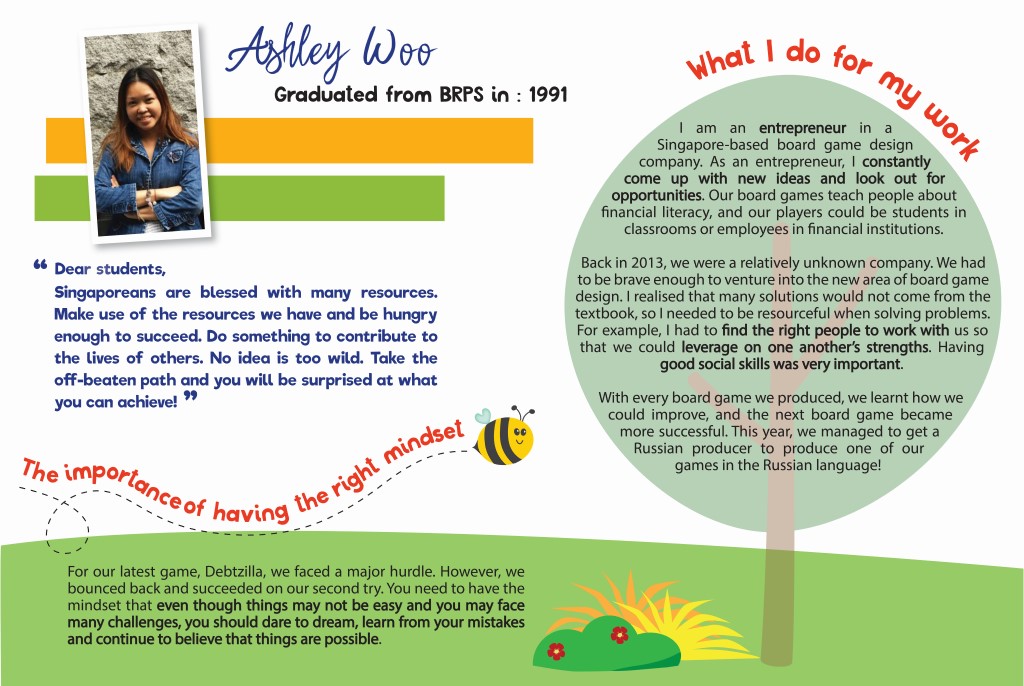 Ashley Woo
Graduated from BRPS in : 1991
“ Dear students,
Singaporeans are blessed with many resources.
Make use of the resources we have and be hungry
enough to succeed. Do something to contribute to
the lives of others. No idea is too wild. Take the
off-beaten path and you will be surprised at what
you can achieve! ”
The importance of having the right mindset
For our latest game, Debtzilla, we faced a major hurdle. However, we
bounced back and succeeded on our second try. You need to have the
mindset that even though things may not be easy and you may face
many challenges, you should dare to dream, learn from your mistakes
and continue to believe that things are possible.
What I do for my work
I am an entrepreneur in a
Singapore-based board game design
company. As an entrepreneur, I constantly
come up with new ideas and look out for
opportunities. Our board games teach people about
financial literacy, and our players could be students in
classrooms or employees in financial institutions.
Back in 2013, we were a relatively unknown company. We had
to be brave enough to venture into the new area of board game
design. I realised that many solutions would not come from the
textbook, so I needed to be resourceful when solving problems.
For example, I had to find the right people to work with us so
that we could leverage on one another’s strengths. Having
good social skills was very important.
With every board game we produced, we learnt how we
could improve, and the next board game became
more successful. This year, we managed to get a
Russian producer to produce one of our
games in the Russian language!